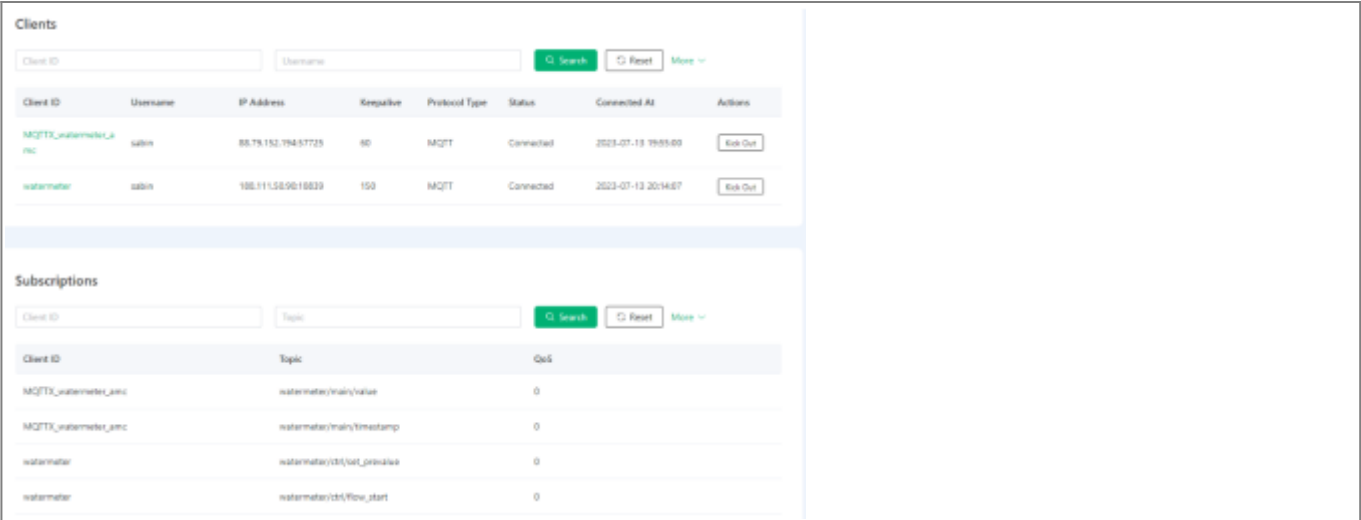 Clients
Client ID Username Search Reset More
Client ID Username IP Address Keepalive Protocol Type Status Connected At Actions
MQTTX_watermeter_a
mc
sabin 88.79.152.194:57725 60 MQTT Connected 2023-07-13 19:55:00 Kick Out
watermeter sabin 150 MQTT Connected 2023-07-13 20:14:07 Kick Out
Subscriptions
Client ID Topic Search Reset More
Client ID Topic QoS
MQTTX_watermeter_amc watermeter/main/value 0
MQTTX_watermeter_amc watermeter/main/timestamp 0
watermeter watermeter/ctrl/set_prevalue 0
watermeter watermeter/ctrl/flow_start 0